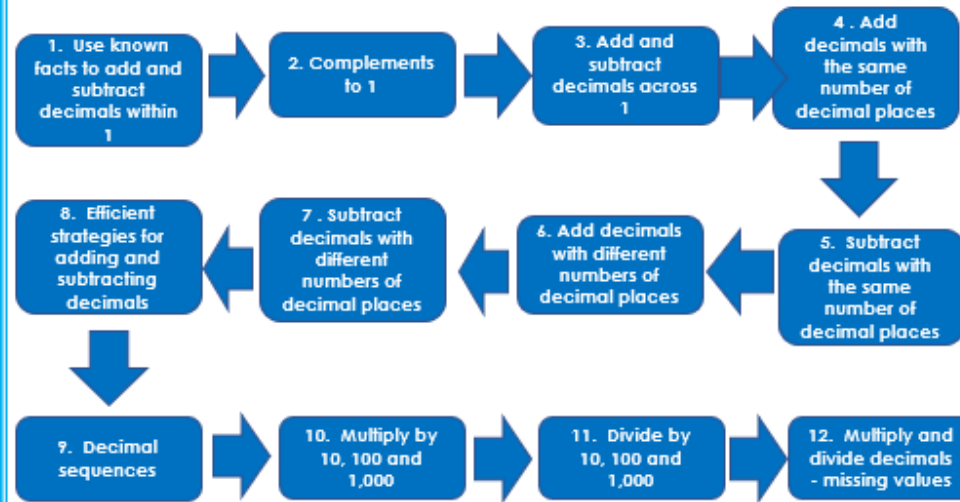 1. Use known
facts to add and
subtract
decimals within
1
2. Complements
to 1
3. Add and
subtract
decimals across
1
4 . Add
decimals with
the same
number of
decimal places
5. Subtract
decimals with
the same
number of
decimal places
6. Add decimals
with different
numbers of
decimal places
7 . Subtract
decimals with
different
numbers of
decimal places
8. Efficient
strategies for
adding and
subtracting
decimals
9. Decimal
sequences
10. Multiply by
10, 100 and
1,000
11. Divide by
10, 100 and
1,000
12. Multiply and
divide decimals
- missing values